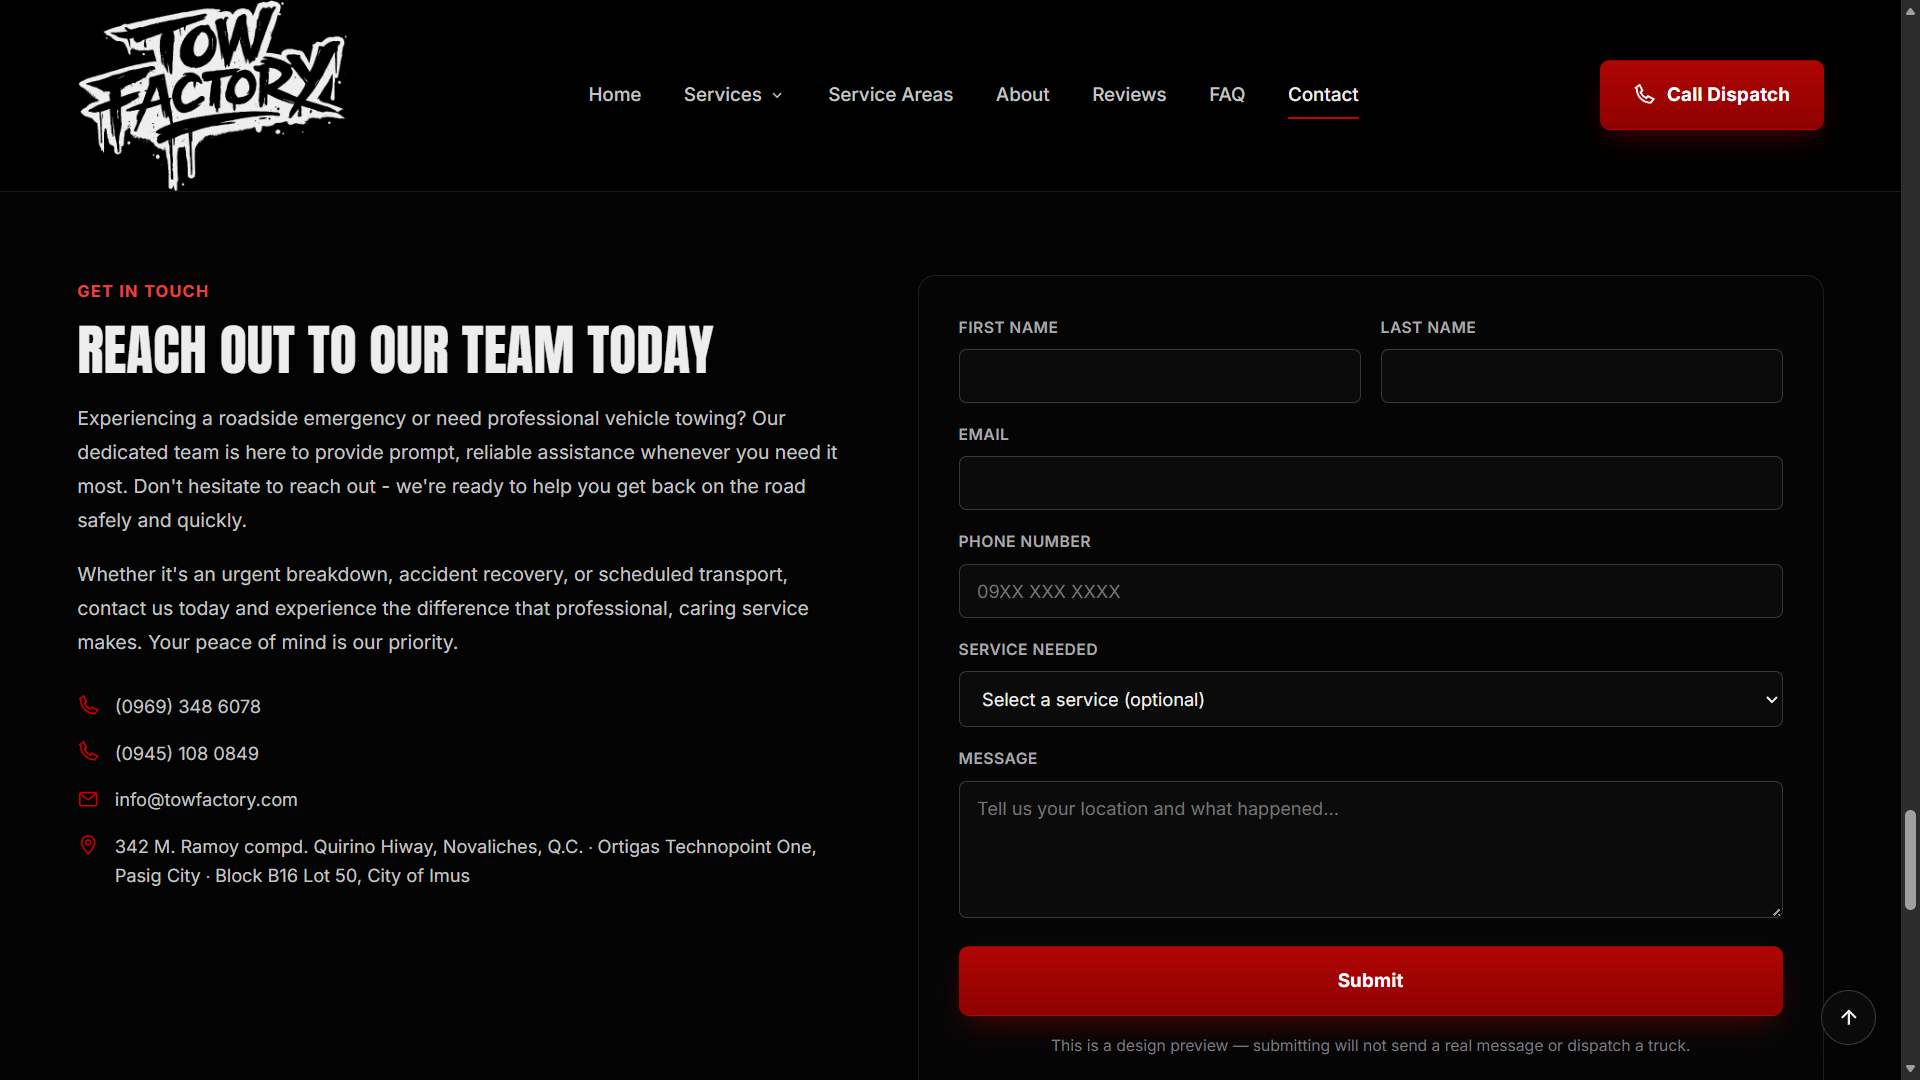 TOW
FACTORY
Home
Services
Service Areas
About
Reviews
FAQ
Contact
Call Dispatch
GET IN TOUCH
REACH OUT TO OUR TEAM TODAY
Experiencing a roadside emergency or need professional vehicle towing? Our
dedicated team is here to provide prompt, reliable assistance whenever you need it
most. Don't hesitate to reach out - we're ready to help you get back on the road
safely and quickly.
Whether it's an urgent breakdown, accident recovery, or scheduled transport,
contact us today and experience the difference that professional, caring service
makes. Your peace of mind is our priority.
(0969) 348 6078
(0945) 108 0849
info@towfactory.com
342 M. Ramoy compd. Quirino Hiway, Novaliches, Q.C. · Ortigas Technopoint One,
Pasig City · Block B16 Lot 50, City of Imus
FIRST NAME
LAST NAME
EMAIL
PHONE NUMBER
09XX XXX XXXX
SERVICE NEEDED
Select a service (optional)
MESSAGE
Tell us your location and what happened...
Submit
This is a design preview — submitting will not send a real message or dispatch a truck.